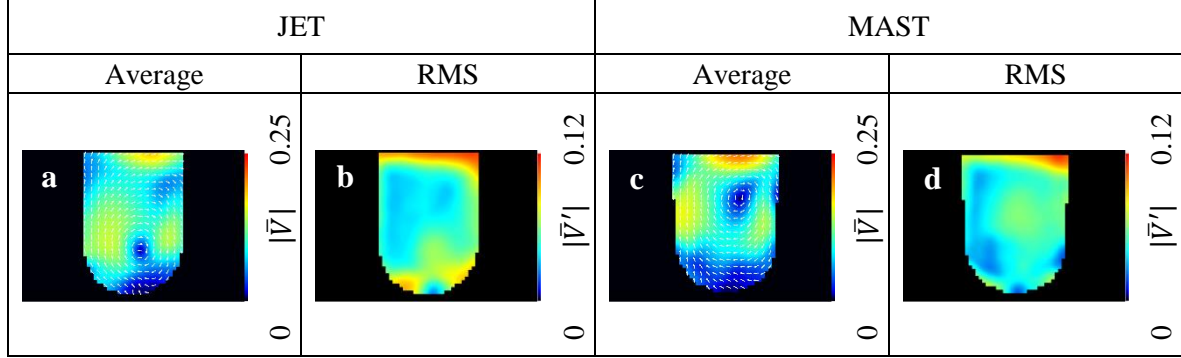 JET MAST
Average RMS Average RMS
a 0.25 |V̅| 0
b 0.12 |V̅′| 0
c 0.25 |V̅| 0
d 0.12 |V̅′| 0